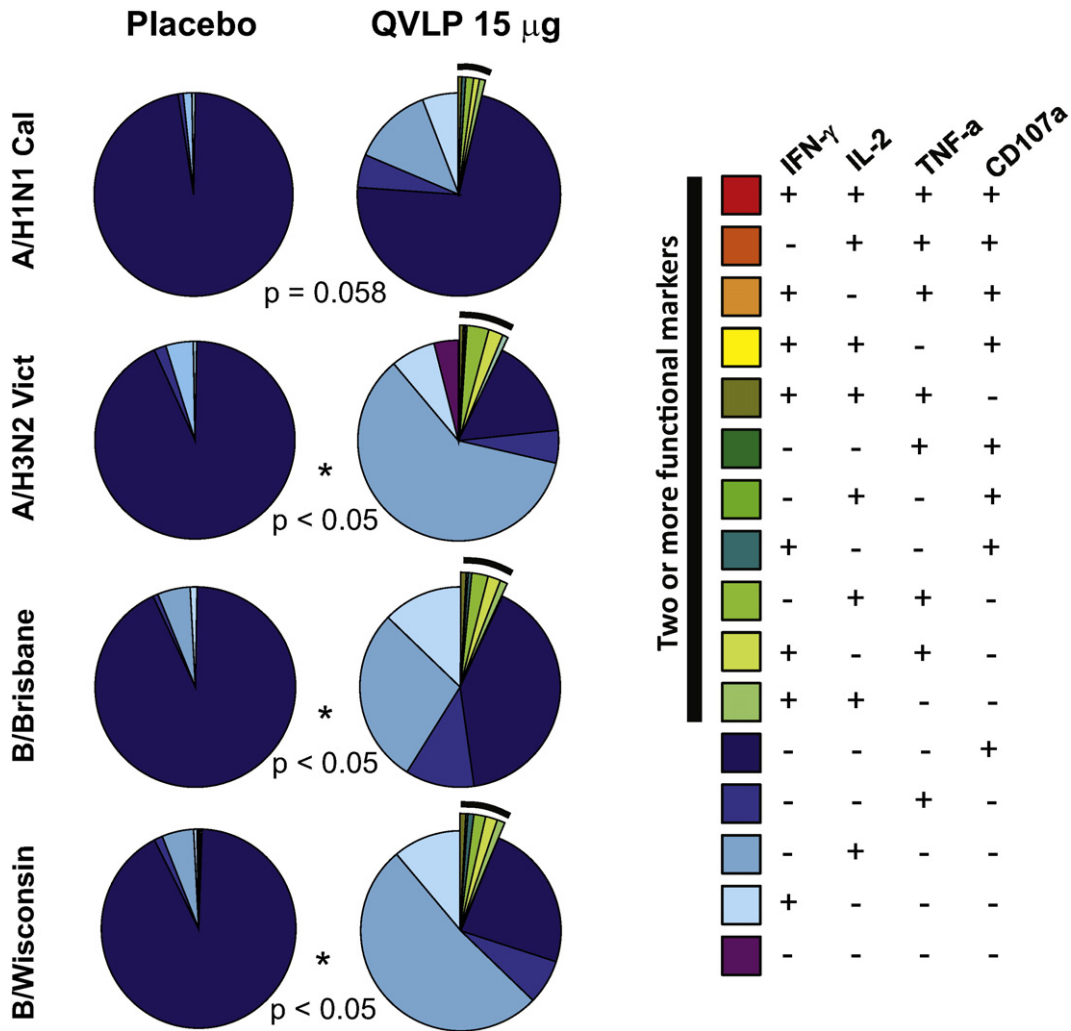 Placebo QVLP 15 μg
A/H1N1 Cal
p = 0.058
A/H3N2 Vict
*
p < 0.05
B/Brisbane
*
p < 0.05
B/Wisconsin
*
p < 0.05
IFN-γ IL-2 TNF-a CD107a
Two or more functional markers
+ + + +
- + + +
+ - + +
+ + - +
+ + + -
- - + +
- + - +
+ - - +
- + + -
+ - + -
+ + - -
- - - +
- - + -
- + - -
+ - - -
- - - -